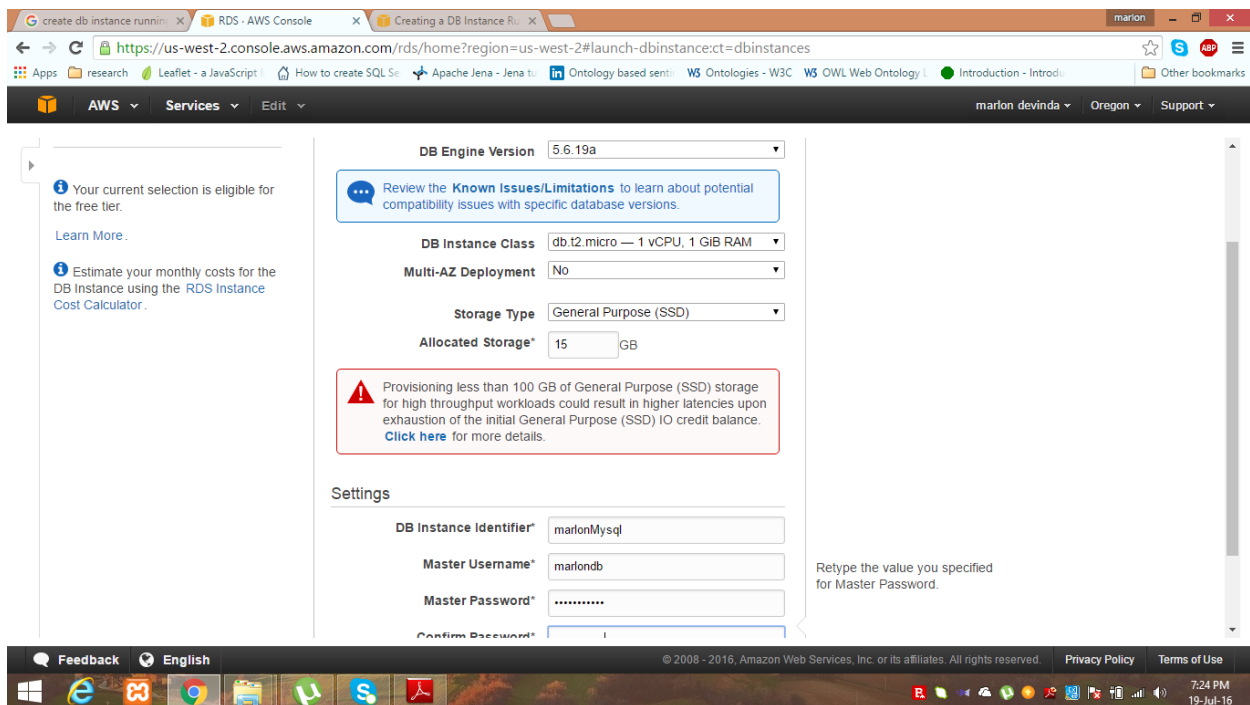 create db instance runnin
RDS · AWS Console
Creating a DB Instance Ru
marlon
https://us-west-2.console.aws.amazon.com/rds/home?region=us-west-2#launch-dbinstance:ct=dbinstances
Apps
research
Leaflet - a JavaScript
How to create SQL Se
Apache Jena - Jena tu
Ontology based senti
Ontologies - W3C
OWL Web Ontology L
Introduction - Introdu
Other bookmarks
AWS
Services
Edit
marlon devinda
Oregon
Support
Your current selection is eligible for
the free tier.
Learn More.
Estimate your monthly costs for the
DB Instance using the RDS Instance
Cost Calculator.
DB Engine Version 5.6.19a
Review the Known Issues/Limitations to learn about potential
compatibility issues with specific database versions.
DB Instance Class db.t2.micro — 1 vCPU, 1 GiB RAM
Multi-AZ Deployment No
Storage Type General Purpose (SSD)
Allocated Storage* 15 GB
Provisioning less than 100 GB of General Purpose (SSD) storage
for high throughput workloads could result in higher latencies upon
exhaustion of the initial General Purpose (SSD) IO credit balance.
Click here for more details.
Settings
DB Instance Identifier* marlonMysql
Master Username* marlondb
Master Password* •••••••••••
Confirm Password*
Retype the value you specified
for Master Password.
Feedback
English
© 2008 - 2016, Amazon Web Services, Inc. or its affiliates. All rights reserved.
Privacy Policy
Terms of Use
7:24 PM
19-Jul-16